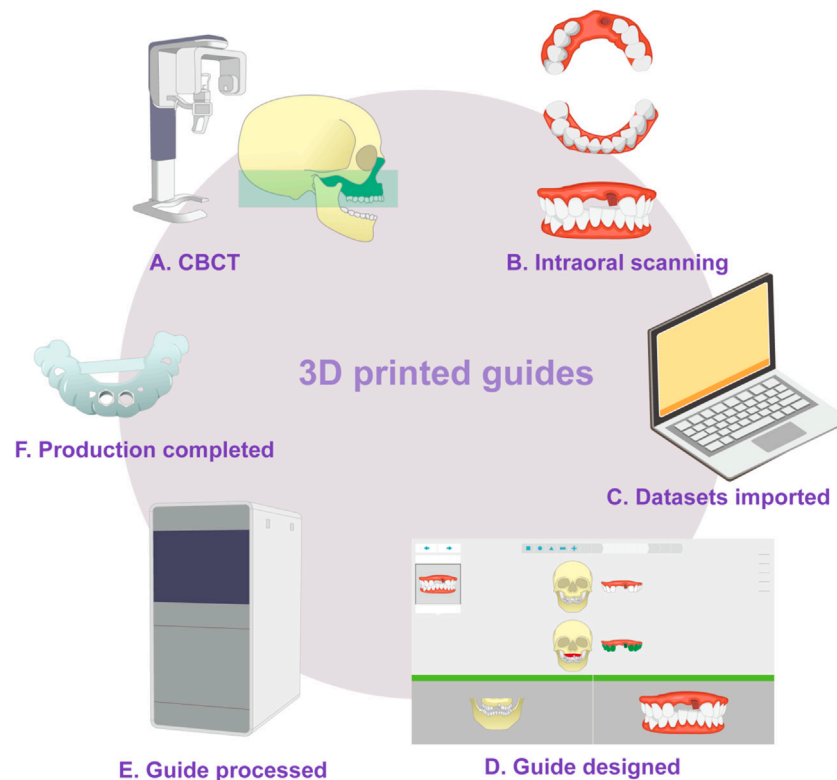 A. CBCT
B. Intraoral scanning
3D printed guides
F. Production completed
C. Datasets imported
E. Guide processed
D. Guide designed